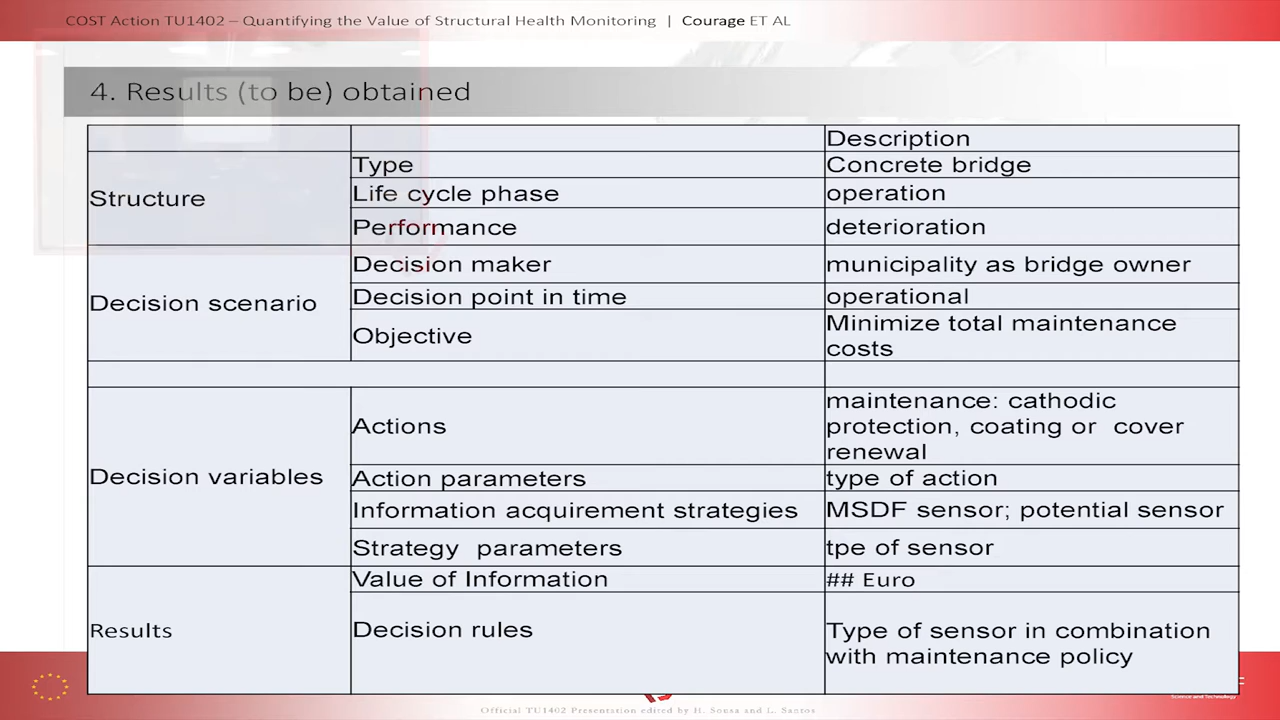 COST Action TU1402 – Quantifying the Value of Structural Health Monitoring | Courage ET AL
4. Results (to be) obtained
Description
Structure
Type
Concrete bridge
Life cycle phase
operation
Performance
deterioration
Decision scenario
Decision maker
municipality as bridge owner
Decision point in time
operational
Objective
Minimize total maintenance
costs
Decision variables
Actions
maintenance: cathodic
protection, coating or cover
renewal
Action parameters
type of action
Information acquirement strategies
MSDF sensor; potential sensor
Strategy parameters
tpe of sensor
Results
Value of Information
## Euro
Decision rules
Type of sensor in combination
with maintenance policy
Official TU1402 Presentation edited by H. Sousa and L. Santos